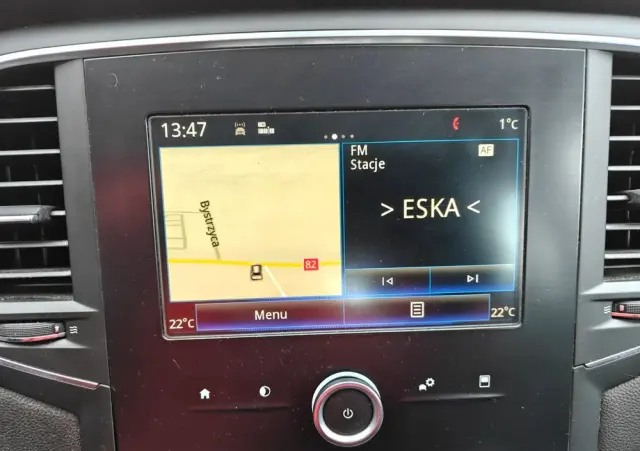 13:47
1°C
FM
AF
Stacje
> ESKA <
Bystrzyca
82
22°C
Menu
22°C